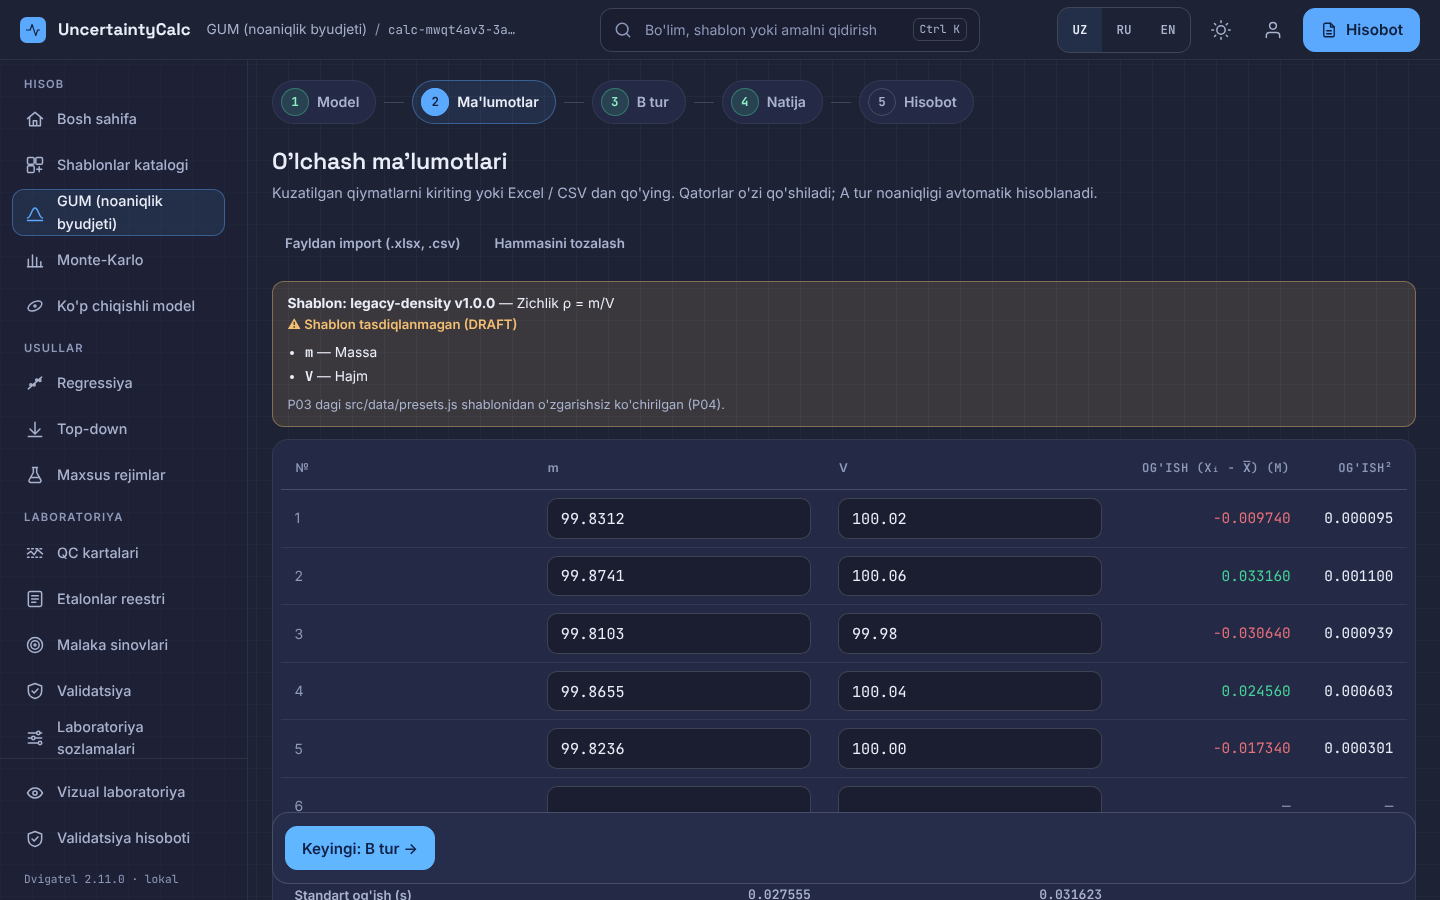 UncertaintyCalc
GUM (noaniqlik byudjeti) / calc-mwqt4av3-3a…
Bo'lim, shablon yoki amalni qidirish
Ctrl K
UZ
RU
EN
Hisobot
HISOB
Bosh sahifa
Shablonlar katalogi
GUM (noaniqlik
byudjeti)
Monte-Karlo
Ko'p chiqishli model
USULLAR
Regressiya
Top-down
Maxsus rejimlar
LABORATORIYA
QC kartalari
Etalonlar reestri
Malaka sinovlari
Validatsiya
Laboratoriya
sozlamalari
Vizual laboratoriya
Validatsiya hisoboti
Dvigatel 2.11.0 · lokal
1 Model
2 Ma'lumotlar
3 B tur
4 Natija
5 Hisobot
O'lchash ma'lumotlari
Kuzatilgan qiymatlarni kiriting yoki Excel / CSV dan qo'ying. Qatorlar o'zi qo'shiladi; A tur noaniqligi avtomatik hisoblanadi.
Fayldan import (.xlsx, .csv)
Hammasini tozalash
Shablon: legacy-density v1.0.0 — Zichlik ρ = m/V
⚠ Shablon tasdiqlanmagan (DRAFT)
• m — Massa
• V — Hajm
P03 dagi src/data/presets.js shablonidan o'zgarishsiz ko'chirilgan (P04).
№ m V OG'ISH (Xᵢ - X̅) (M) OG'ISH²
1 99.8312 100.02 -0.009740 0.000095
2 99.8741 100.06 0.033160 0.001100
3 99.8103 99.98 -0.030640 0.000939
4 99.8655 100.04 0.024560 0.000603
5 99.8236 100.00 -0.017340 0.000301
6 — —
Keyingi: B tur →
Standart og'ish (s) 0.027555 0.031623